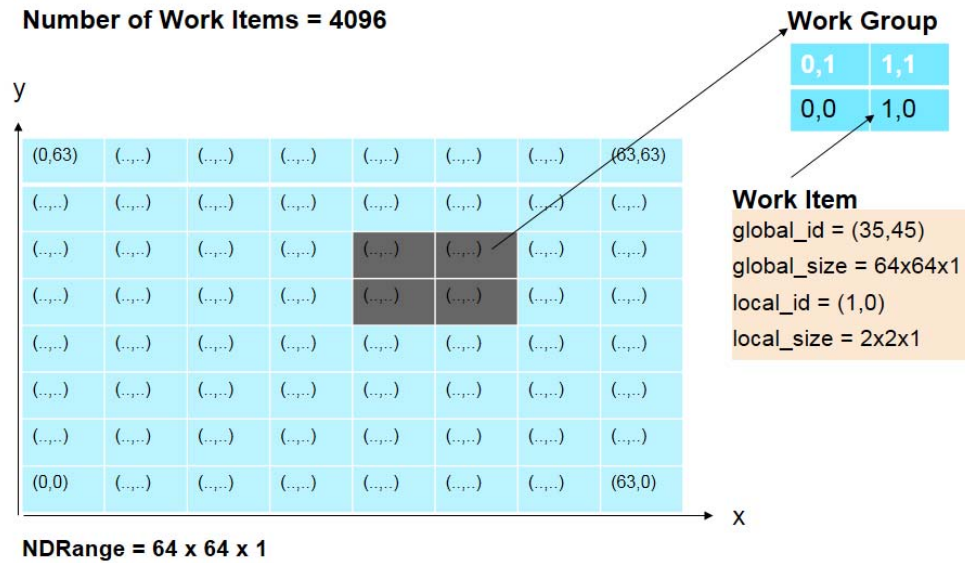 Number of Work Items = 4096
Work Group
0,1 1,1
0,0 1,0
y
(0,63) (..,..) (..,..) (..,..) (..,..) (..,..) (..,..) (63,63)
(..,..) (..,..) (..,..) (..,..) (..,..) (..,..) (..,..) (..,..)
(..,..) (..,..) (..,..) (..,..) (..,..) (..,..) (..,..) (..,..)
(..,..) (..,..) (..,..) (..,..) (..,..) (..,..) (..,..) (..,..)
(..,..) (..,..) (..,..) (..,..) (..,..) (..,..) (..,..) (..,..)
(..,..) (..,..) (..,..) (..,..) (..,..) (..,..) (..,..) (..,..)
(..,..) (..,..) (..,..) (..,..) (..,..) (..,..) (..,..) (..,..)
(0,0) (..,..) (..,..) (..,..) (..,..) (..,..) (..,..) (63,0)
x
NDRange = 64 x 64 x 1
Work Item
global_id = (35,45)
global_size = 64x64x1
local_id = (1,0)
local_size = 2x2x1